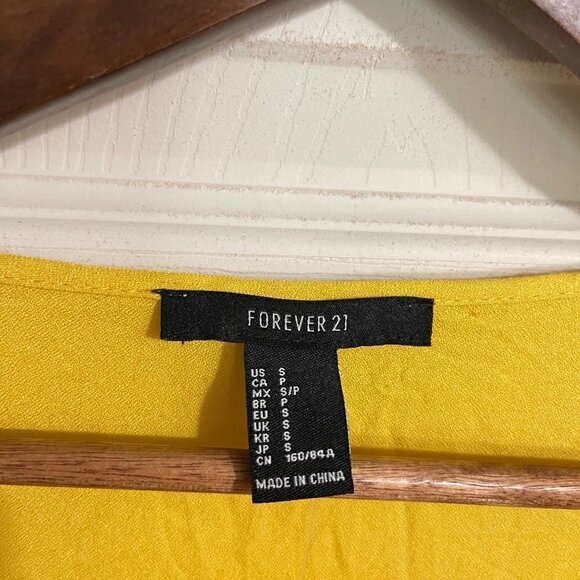 FOREVER 21
US S
CA P
MX S/P
BR P
EU S
UK S
KR S
JP S
CN 160/84A
MADE IN CHINA